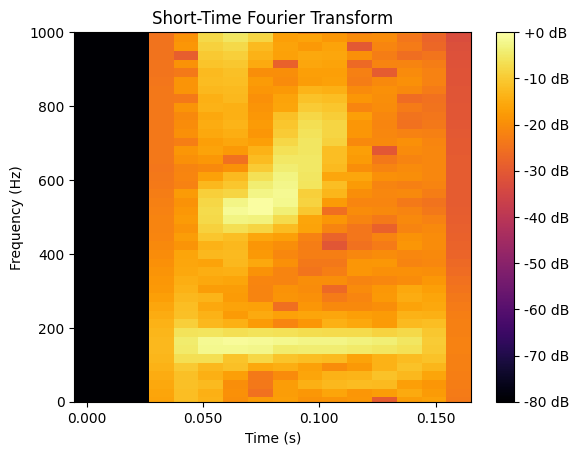 Short-Time Fourier Transform
Frequency (Hz)
1000
800
600
400
200
0
0.000
0.050
0.100
0.150
Time (s)
+0 dB
-10 dB
-20 dB
-30 dB
-40 dB
-50 dB
-60 dB
-70 dB
-80 dB